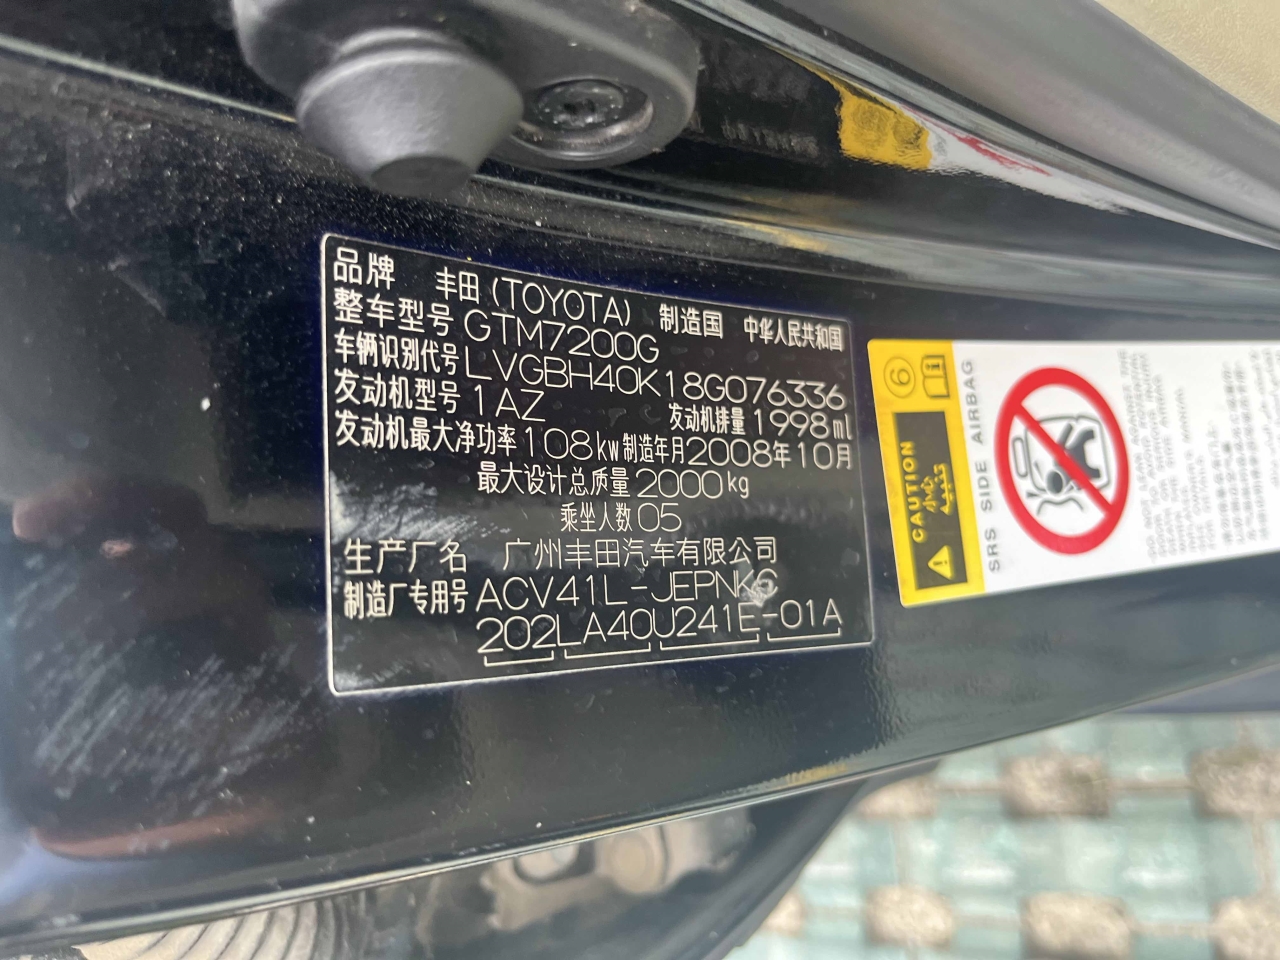 品牌 丰田(TOYOTA) 制造国 中华人民共和国
整车型号 GTM7200G
车辆识别代号 LVGBH40K18G076336
发动机型号 1AZ 发动机排量 1998ml
发动机最大净功率 108kw 制造年月 2008年10月
最大设计总质量 2000kg
乘坐人数 05
生产厂名 广州丰田汽车有限公司
制造厂专用号 ACV41L-JEPNKC
202LA40U241E-01A
CAUTION
小心
SRS SIDE AIRBAG